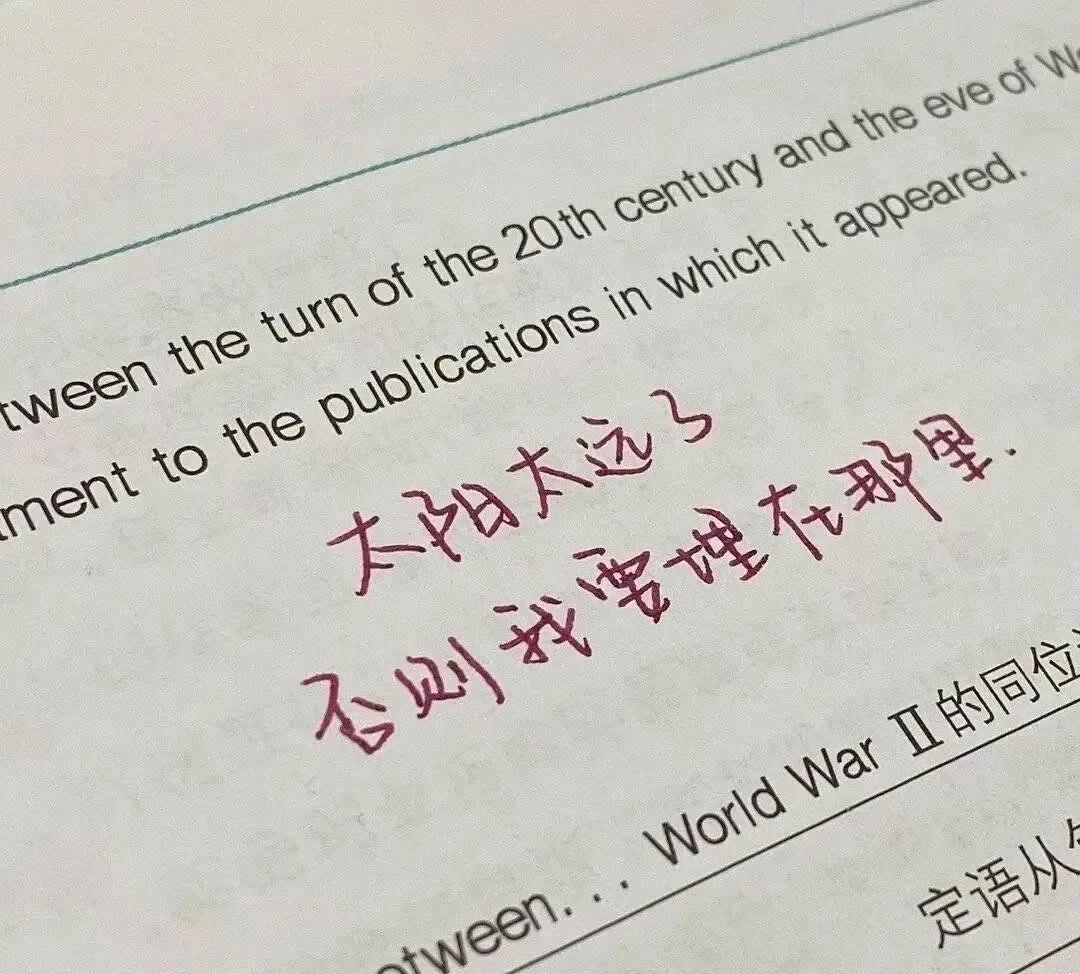 tween the turn of the 20th century and the eve of W
ment to the publications in which it appeared.
太阳太远了
否则我要埋在那里.
tween... World War Ⅱ的同位
定语从